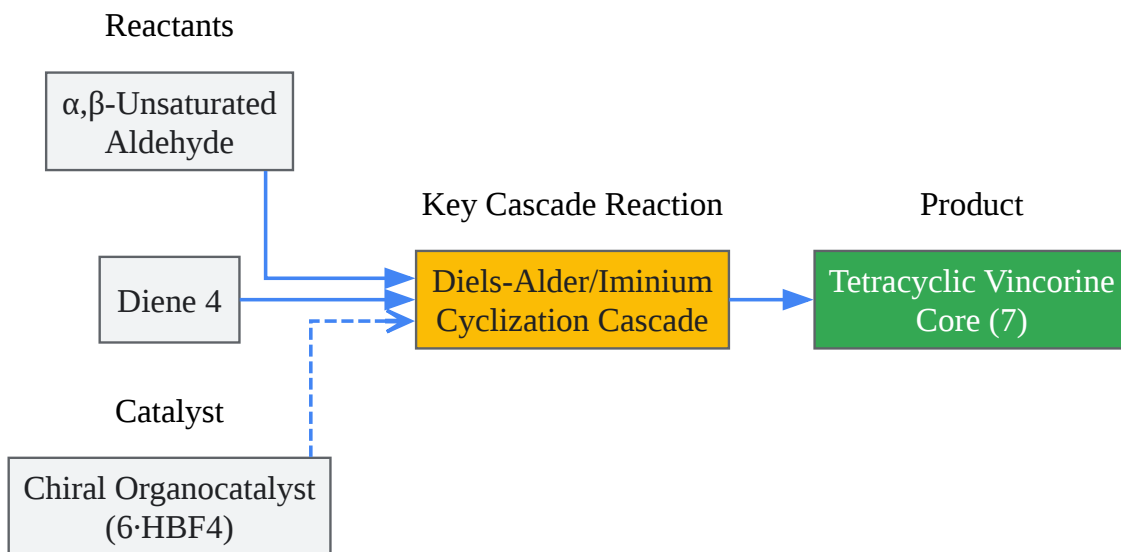 Reactants
α,β-Unsaturated
Aldehyde
Key Cascade Reaction
Product
Diene 4
Diels-Alder/Iminium
Cyclization Cascade
Tetracyclic Vincorine
Core (7)
Catalyst
Chiral Organocatalyst
(6·HBF4)